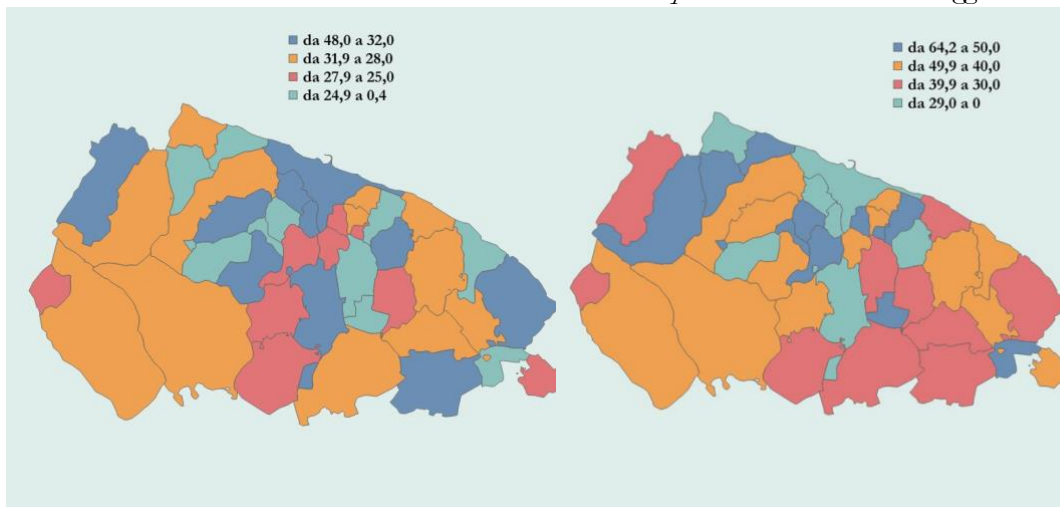 da 48,0 a 32,0
da 31,9 a 28,0
da 27,9 a 25,0
da 24,9 a 0,4
da 64,2 a 50,0
da 49,9 a 40,0
da 39,9 a 30,0
da 29,0 a 0